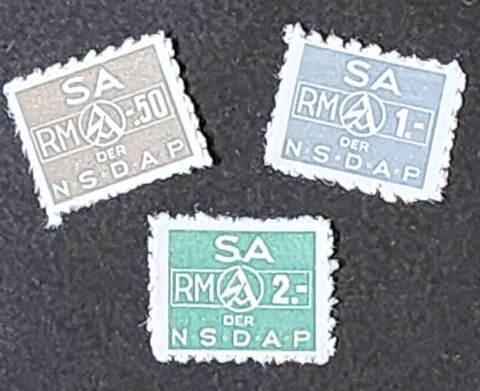 SA
RM -.50
DER
N·S·D·A·P
SA
RM 1.-
DER
N·S·D·A·P
SA
RM 2.-
DER
N·S·D·A·P